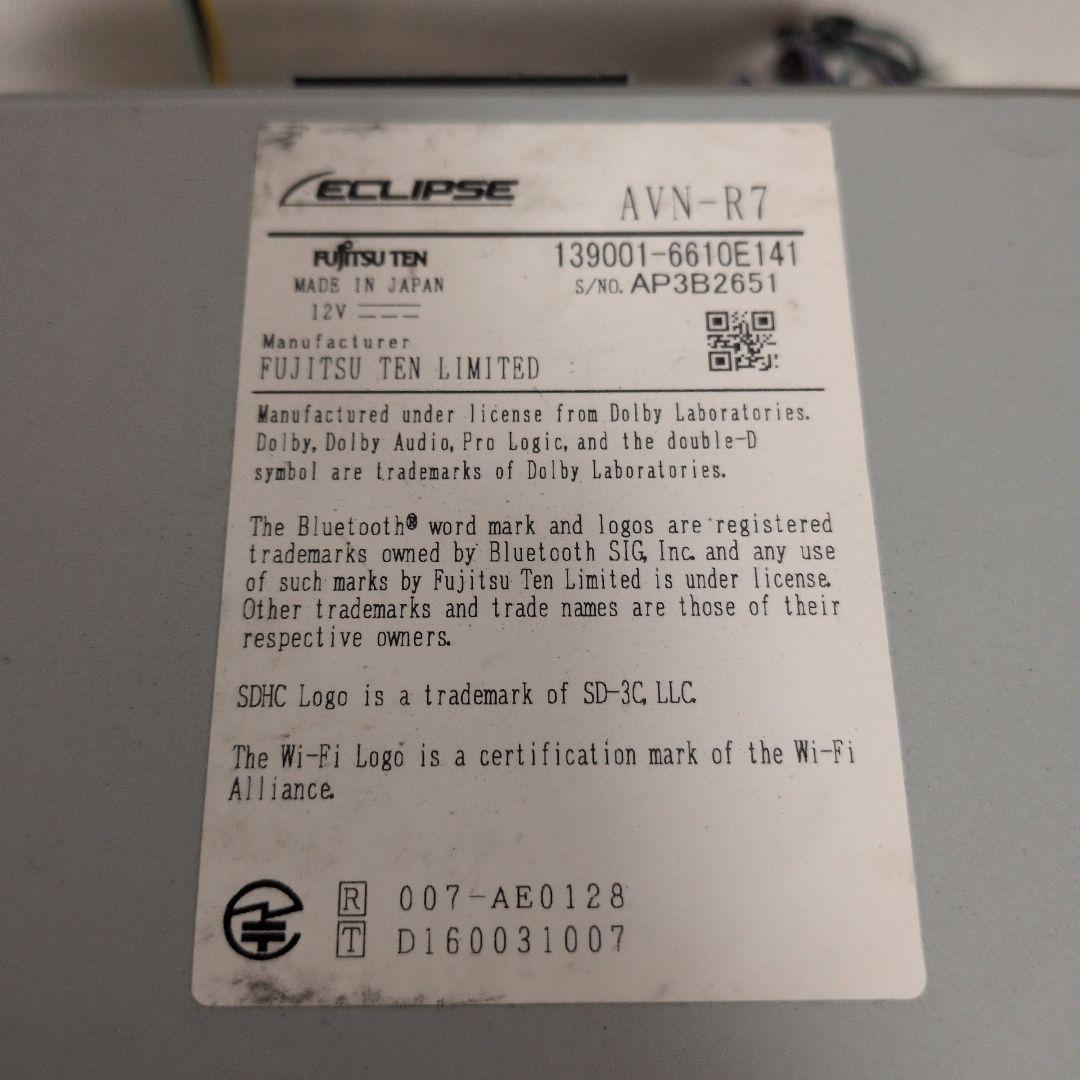 ECLIPSE AVN-R7
FUJITSU TEN 139001-6610E141
MADE IN JAPAN S/NO. AP3B2651
12V
Manufacturer
FUJITSU TEN LIMITED
Manufactured under license from Dolby Laboratories.
Dolby, Dolby Audio, Pro Logic, and the double-D
symbol are trademarks of Dolby Laboratories.
The Bluetooth® word mark and logos are registered
trademarks owned by Bluetooth SIG, Inc. and any use
of such marks by Fujitsu Ten Limited is under license.
Other trademarks and trade names are those of their
respective owners.
SDHC Logo is a trademark of SD-3C, LLC.
The Wi-Fi Logo is a certification mark of the Wi-Fi
Alliance.
R 007-AE0128
T D160031007